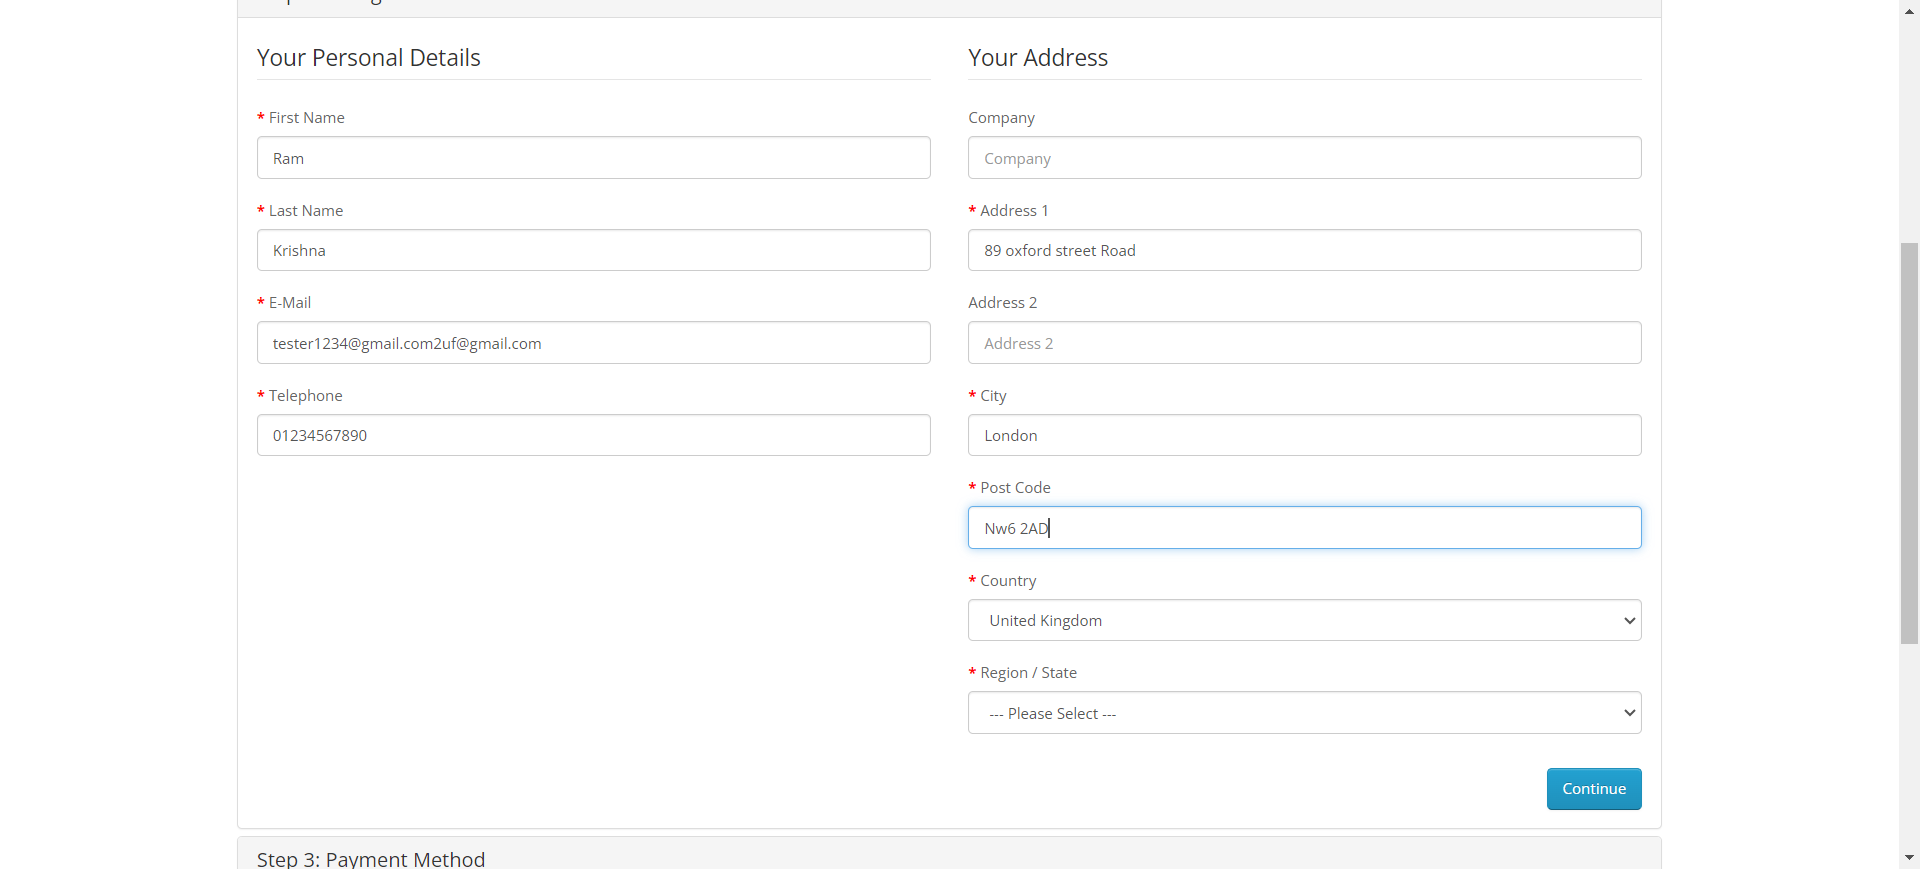 Your Personal Details
* First Name
Ram
* Last Name
Krishna
* E-Mail
tester1234@gmail.com2uf@gmail.com
* Telephone
01234567890
Your Address
Company
Company
* Address 1
89 oxford street Road
Address 2
Address 2
* City
London
* Post Code
Nw6 2AD
* Country
United Kingdom
* Region / State
--- Please Select ---
Continue
Step 3: Payment Method